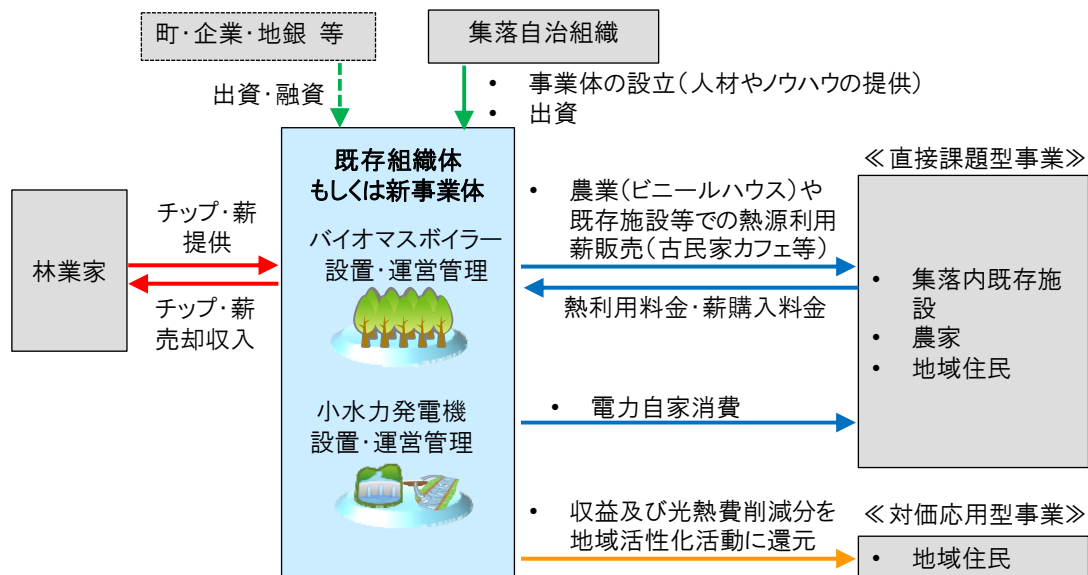 町・企業・地銀 等
集落自治組織
出資・融資
• 事業体の設立（人材やノウハウの提供）
• 出資
既存組織体
もしくは新事業体
≪直接課題型事業≫
• 農業（ビニールハウス）や
既存施設等での熱源利用
薪販売（古民家カフェ等）
チップ・薪
提供
バイオマスボイラー
設置・運営管理
林業家
• 集落内既存施
設
• 農家
• 地域住民
チップ・薪
売却収入
熱利用料金・薪購入料金
小水力発電機
設置・運営管理
• 電力自家消費
• 収益及び光熱費削減分を
地域活性化活動に還元
≪対価応用型事業≫
• 地域住民